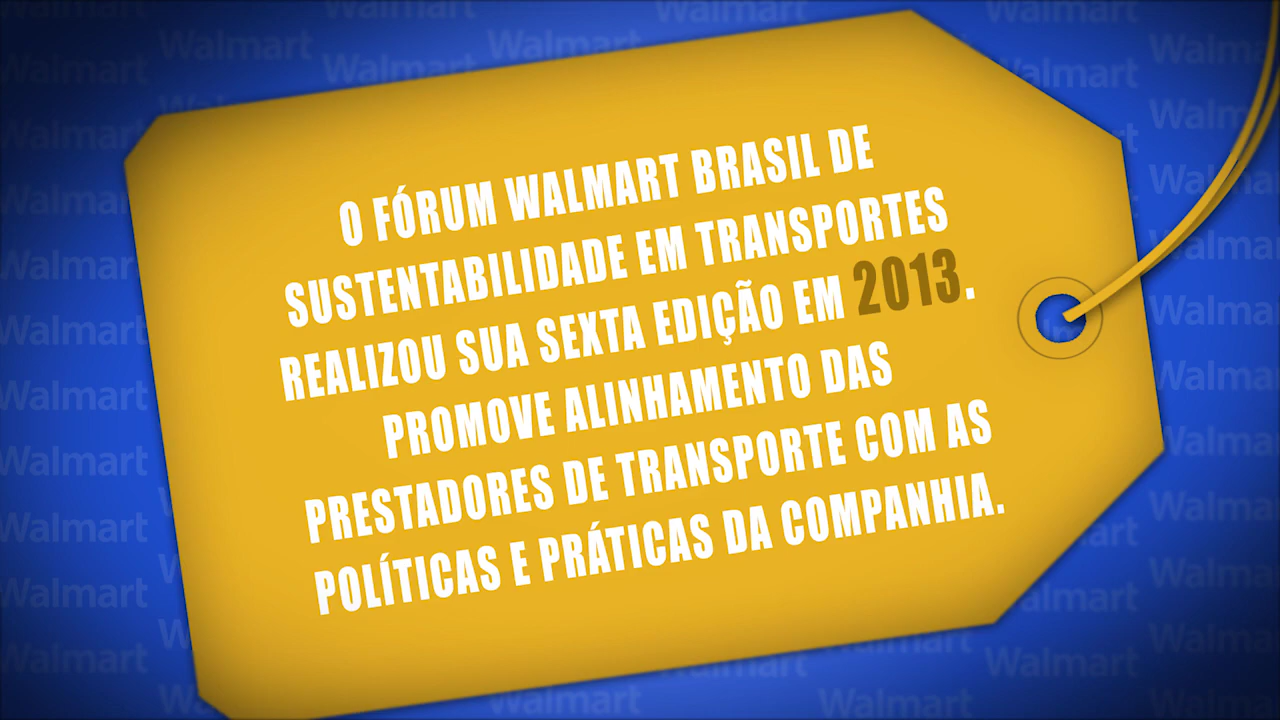 O FÓRUM WALMART BRASIL DE
SUSTENTABILIDADE EM TRANSPORTES
REALIZOU SUA SEXTA EDIÇÃO EM 2013.
PROMOVE ALINHAMENTO DAS
PRESTADORES DE TRANSPORTE COM AS
POLÍTICAS E PRÁTICAS DA COMPANHIA.